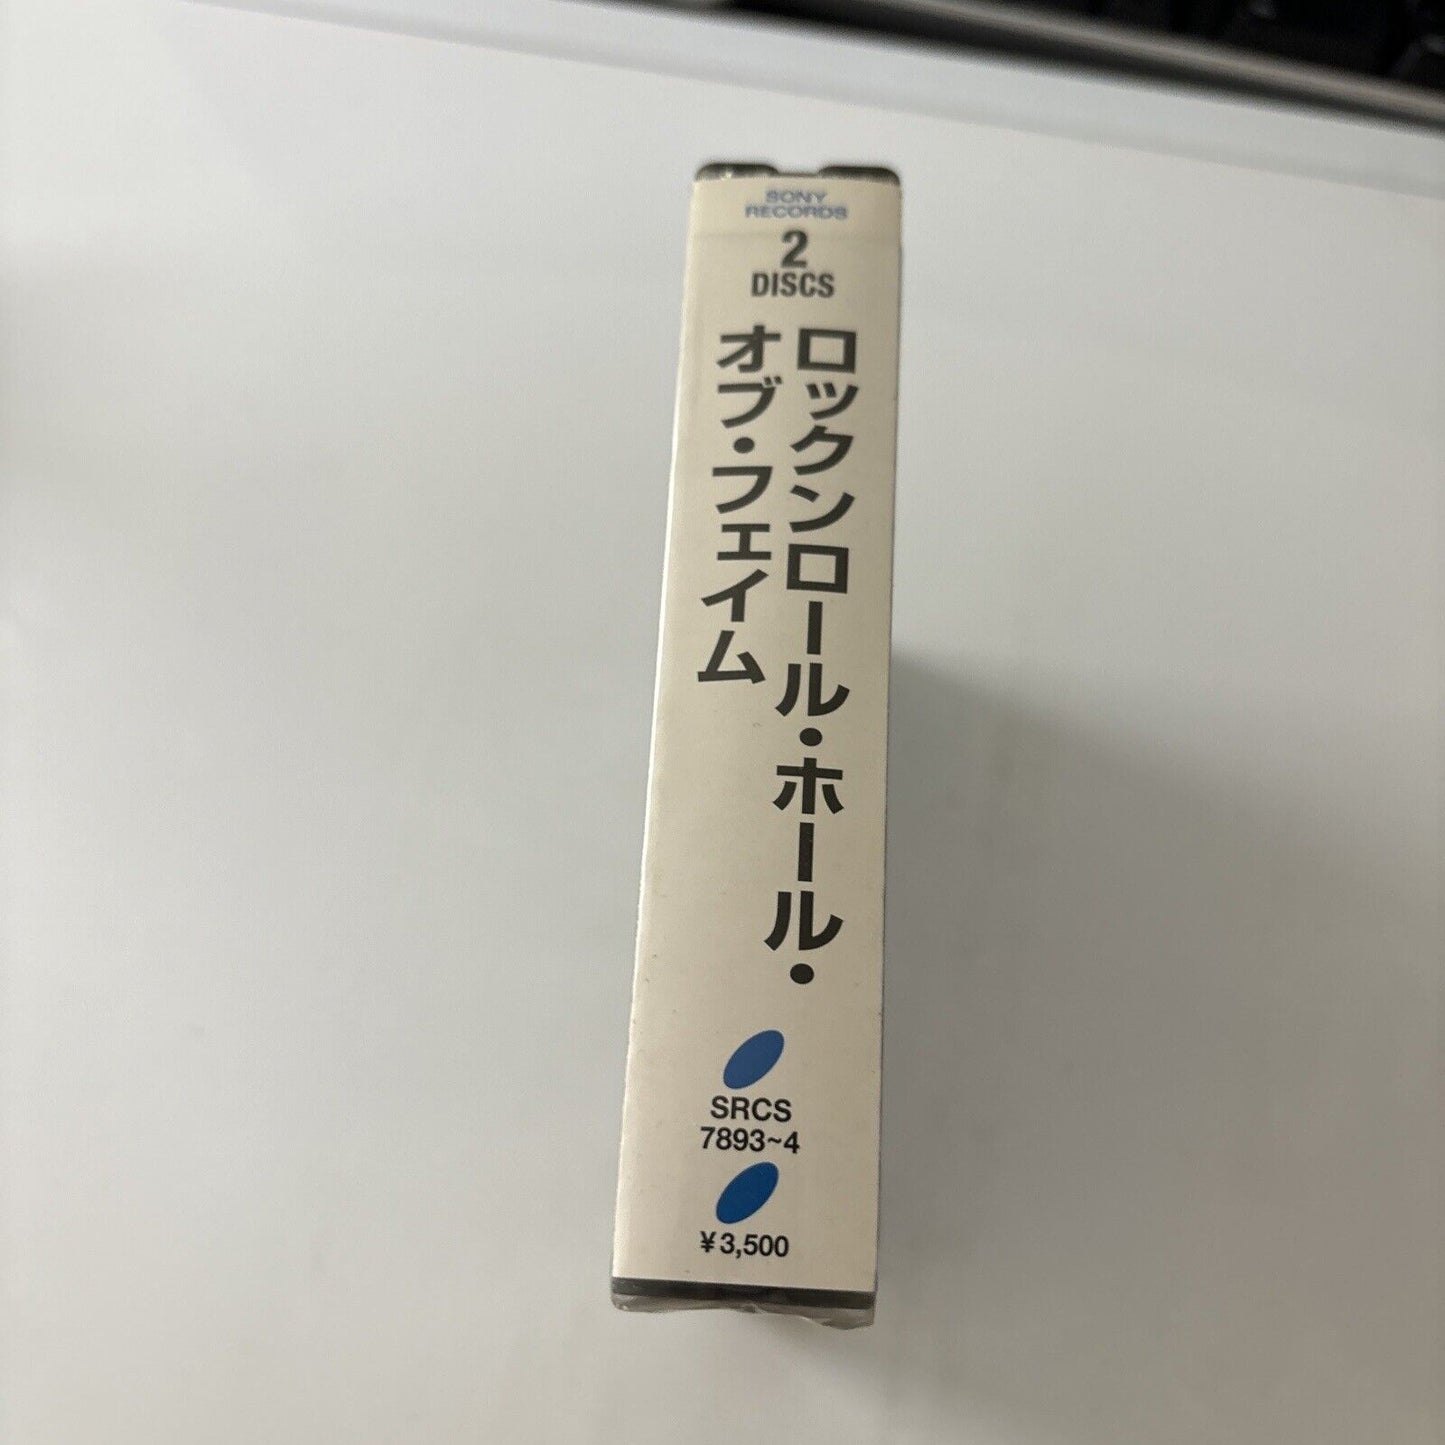 SONY
RECORDS
2
DISCS
ロックンロール・ホール・
オブ・フェイム
SRCS
7893~4
¥3,500